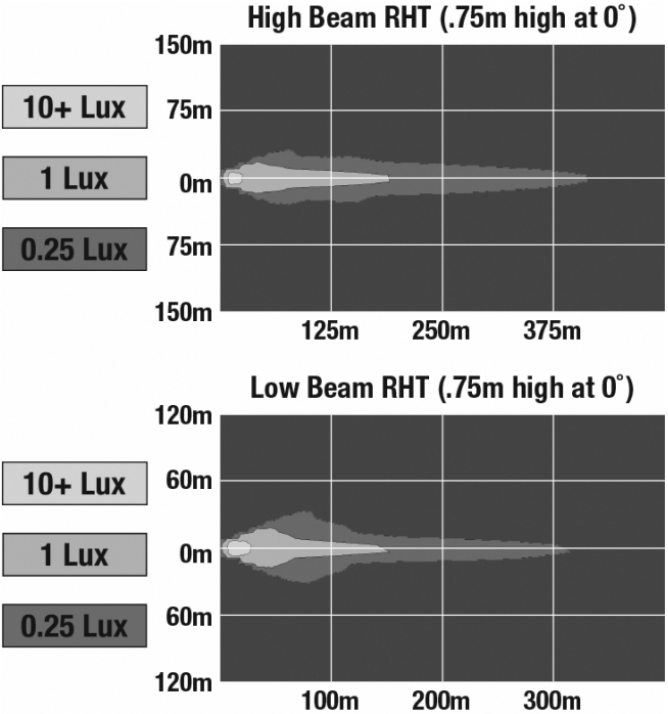 High Beam RHT (.75m high at 0°)
150m
10+ Lux
75m
1 Lux
0m
0.25 Lux
75m
150m
125m 250m 375m
Low Beam RHT (.75m high at 0°)
120m
10+ Lux
60m
1 Lux
0m
0.25 Lux
60m
120m
100m 200m 300m